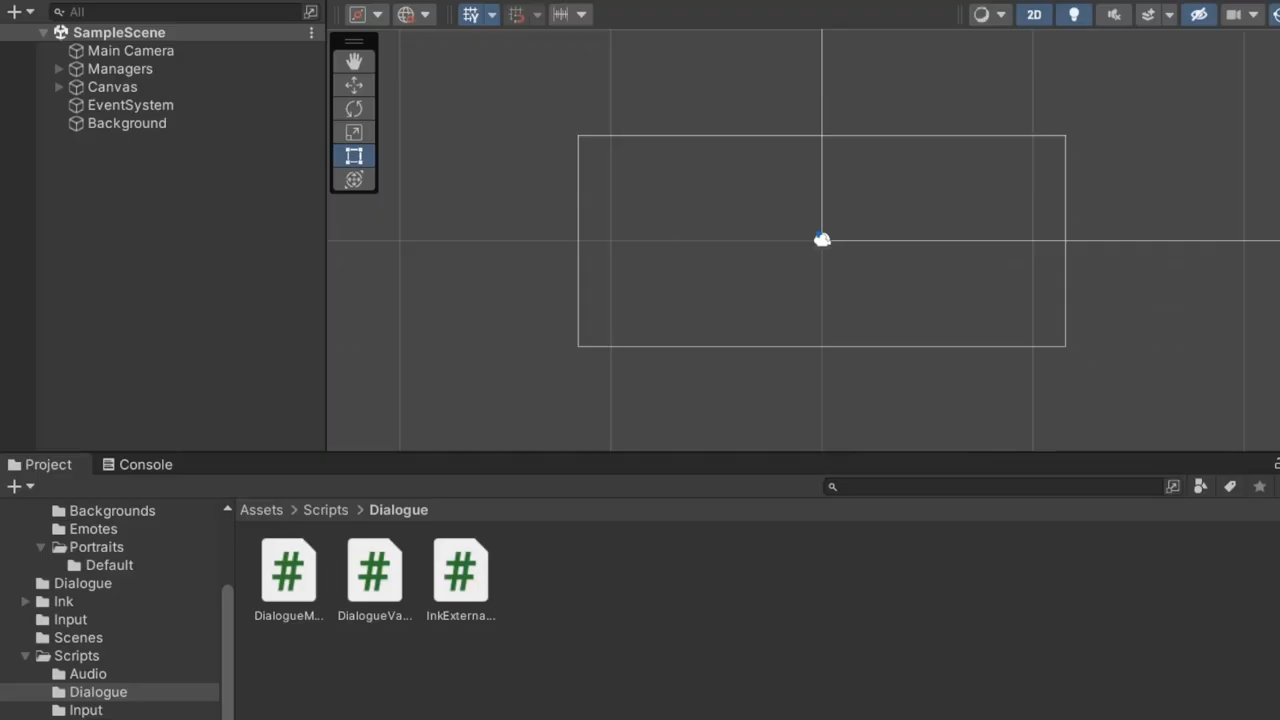 All
SampleScene
Main Camera
Managers
Canvas
EventSystem
Background
2D
Project
Console
Backgrounds
Emotes
Portraits
Default
Dialogue
Ink
Input
Scenes
Scripts
Audio
Dialogue
Input
Assets > Scripts > Dialogue
DialogueM...
DialogueVa...
InkExterna...